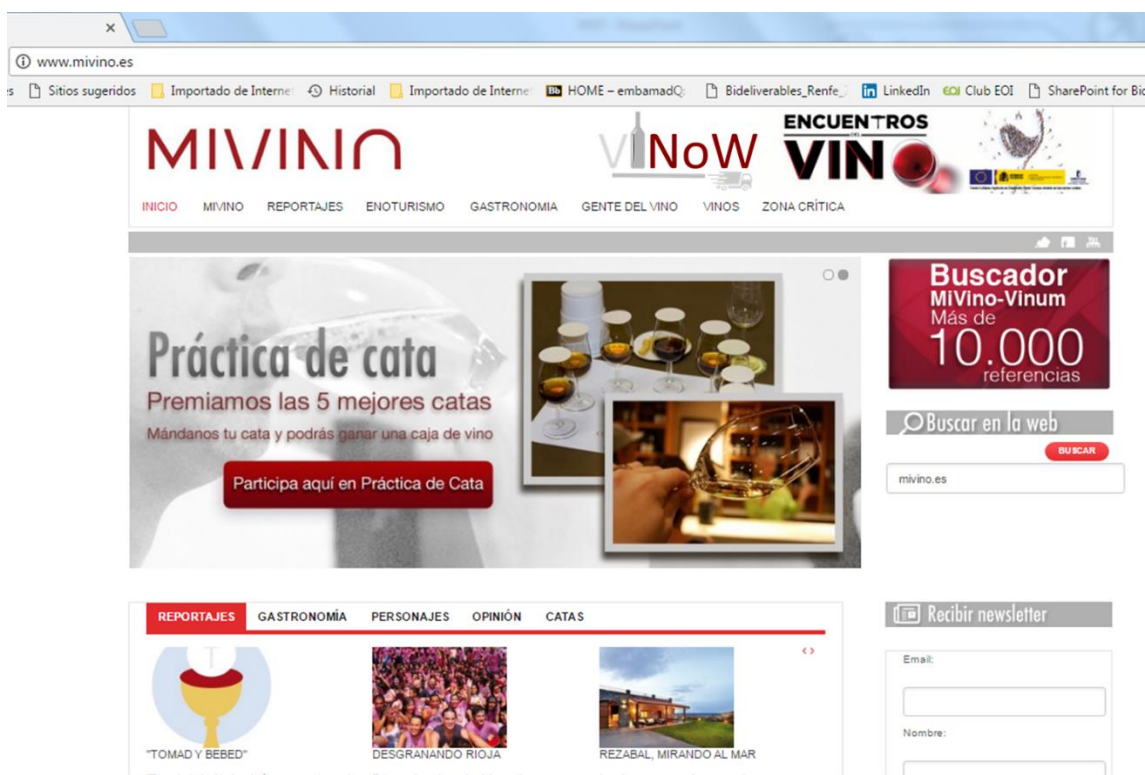 www.mivino.es
Sitios sugeridos Importado de Interne Historial Importado de Interne HOME – embamadQ Bideliverables_Renfe_ LinkedIn Club EOI SharePoint for Bid
MIVINO
VINoW
ENCUENTROS
DEL
VINO
INICIO MIVINO REPORTAJES ENOTURISMO GASTRONOMIA GENTE DEL VINO VINOS ZONA CRÍTICA
Práctica de cata
Premiamos las 5 mejores catas
Mándanos tu cata y podrás ganar una caja de vino
Participa aquí en Práctica de Cata
Buscador
MiVino-Vinum
Más de
10.000
referencias
Buscar en la web
BUSCAR
mivino.es
REPORTAJES GASTRONOMÍA PERSONAJES OPINIÓN CATAS
"TOMAD Y BEBED"
DESGRANANDO RIOJA
REZABAL, MIRANDO AL MAR
Recibir newsletter
Email:
Nombre: